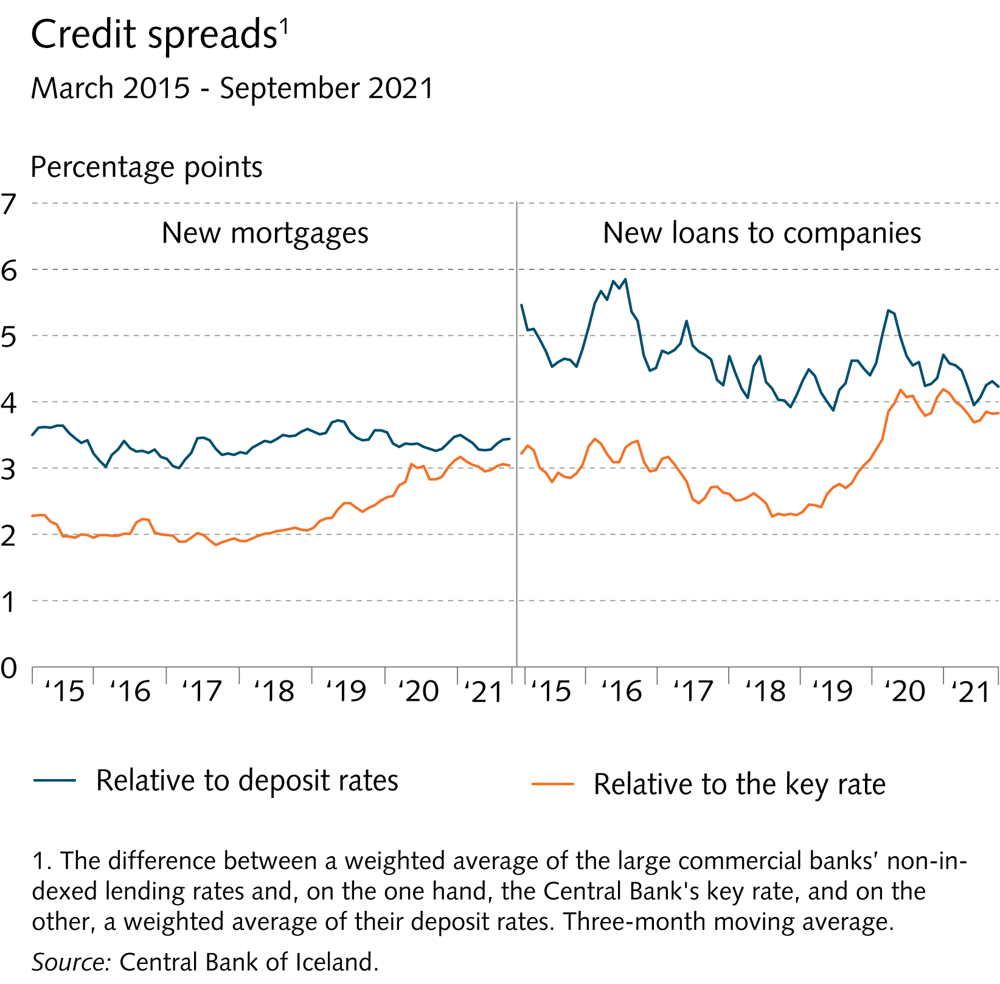 Credit spreads¹
March 2015 - September 2021
Percentage points
7
New mortgages
New loans to companies
6
5
4
3
2
1
0
‘15 ‘16 ‘17 ‘18 ‘19 ‘20 ‘21 ‘15 ‘16 ‘17 ‘18 ‘19 ‘20 ‘21
Relative to deposit rates
Relative to the key rate
1. The difference between a weighted average of the large commercial banks’ non-in-
dexed lending rates and, on the one hand, the Central Bank's key rate, and on the
other, a weighted average of their deposit rates. Three-month moving average.
Source: Central Bank of Iceland.